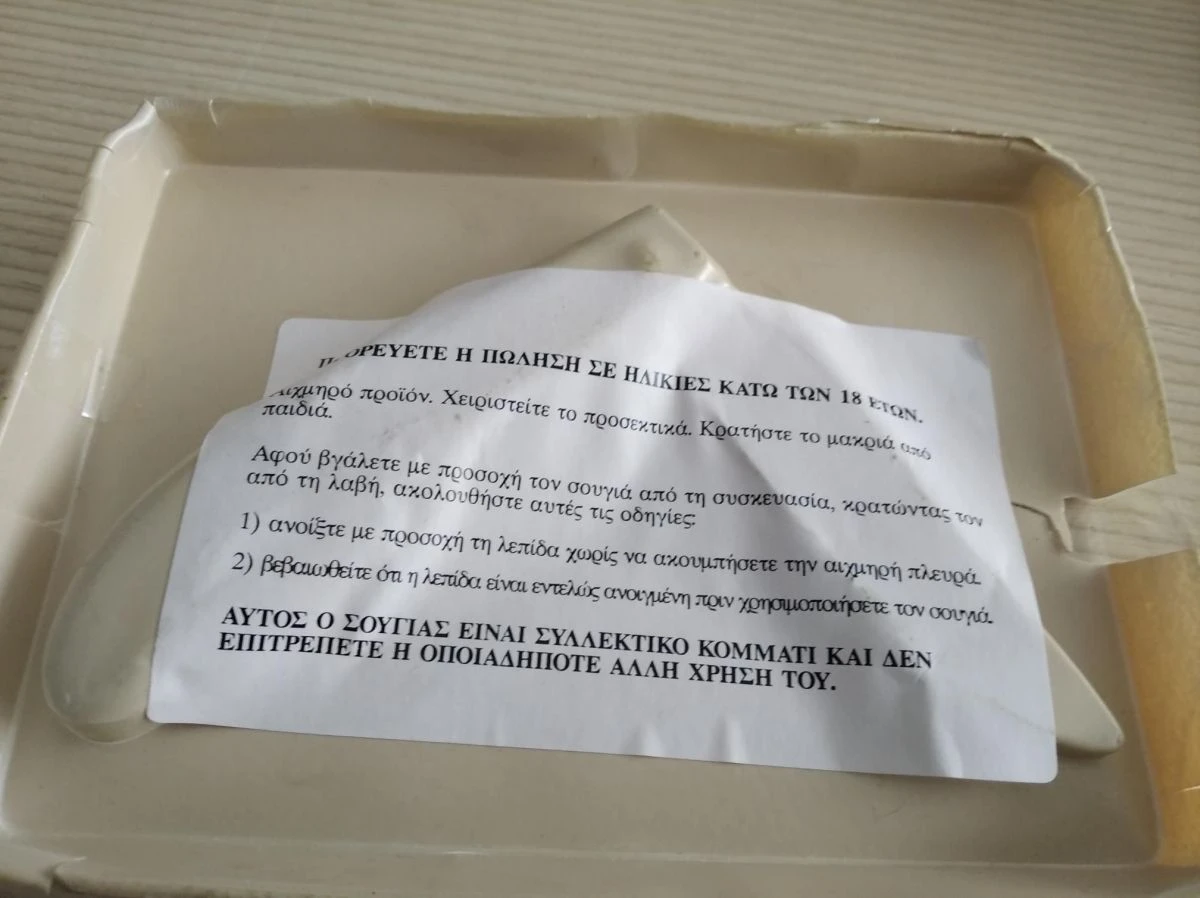 Η ΠΩΛΗΣΗ ΣΕ ΗΛΙΚΙΕΣ ΚΑΤΩ ΤΩΝ 18 ΕΤΩΝ.
Αιχμηρό προϊόν. Χειριστείτε το προσεκτικά. Κρατήστε το μακριά από
παιδιά.
Αφού βγάλετε με προσοχή τον σουγιά από τη συσκευασία, κρατώντας τον
από τη λαβή, ακολουθήστε αυτές τις οδηγίες:
1) ανοίξτε με προσοχή τη λεπίδα χωρίς να ακουμπήσετε την αιχμηρή πλευρά.
2) βεβαιωθείτε ότι η λεπίδα είναι εντελώς ανοιγμένη πριν χρησιμοποιήσετε τον σουγιά.
ΑΥΤΟΣ Ο ΣΟΥΓΙΑΣ ΕΙΝΑΙ ΣΥΛΛΕΚΤΙΚΟ ΚΟΜΜΑΤΙ ΚΑΙ ΔΕΝ
ΕΠΙΤΡΕΠΕΤΕ Η ΟΠΟΙΑΔΗΠΟΤΕ ΑΛΛΗ ΧΡΗΣΗ ΤΟΥ.